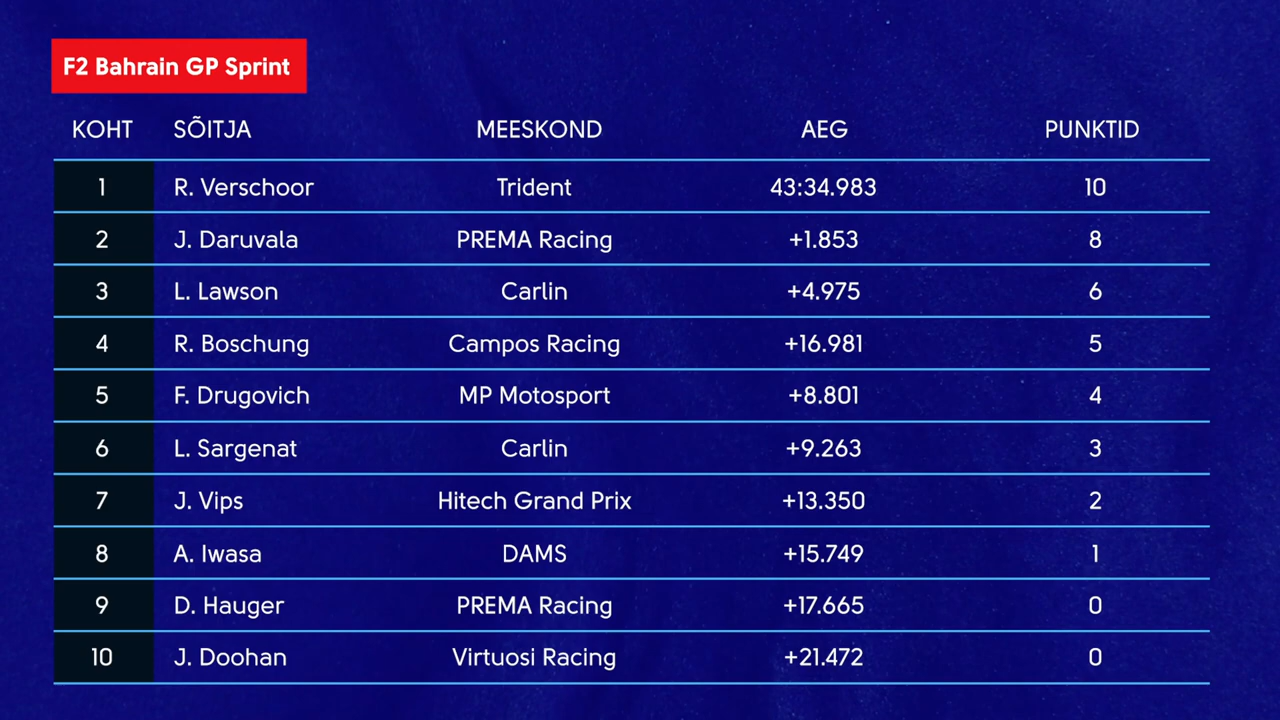 F2 Bahrain GP Sprint
KOHT SÕITJA MEESKOND AEG PUNKTID
1 R. Verschoor Trident 43:34.983 10
2 J. Daruvala PREMA Racing +1.853 8
3 L. Lawson Carlin +4.975 6
4 R. Boschung Campos Racing +16.981 5
5 F. Drugovich MP Motosport +8.801 4
6 L. Sargenat Carlin +9.263 3
7 J. Vips Hitech Grand Prix +13.350 2
8 A. Iwasa DAMS +15.749 1
9 D. Hauger PREMA Racing +17.665 0
10 J. Doohan Virtuosi Racing +21.472 0